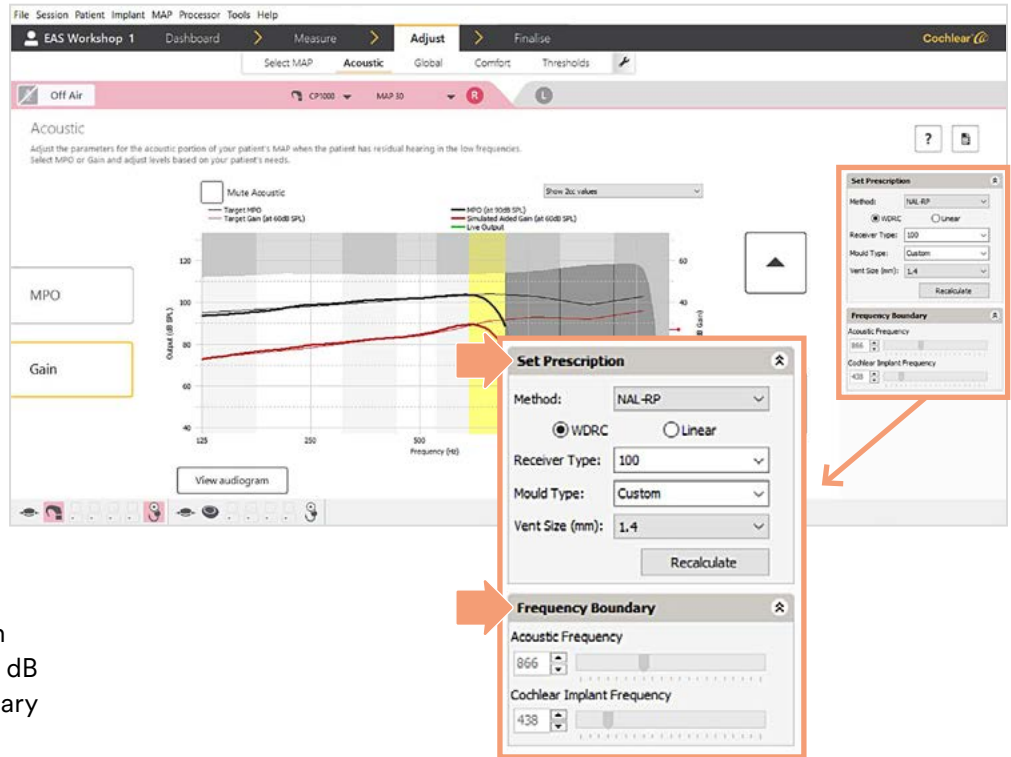 File Session Patient Implant MAP Processor Tools Help
EAS Workshop 1 Dashboard Measure Adjust Finalise Cochlear
Select MAP Acoustic Global Comfort Thresholds
Off Air CP1000 MAP 30 R L
Acoustic
Adjust the parameters for the acoustic portion of your patient's MAP when the patient has residual hearing in the low frequencies.
Select MPO or Gain and adjust levels based on your patient's needs.
?
Mute Acoustic
Show 2cc values
Target MPO
Target Gain (at 60dB SPL)
MPO (at 90dB SPL)
Simulated Aided Gain (at 60dB SPL)
Live Output
MPO
Gain
Output (dB SPL)
120
100
80
60
40
60
40
B Gain)
125 250 500
Frequency (Hz)
View audiogram
Set Prescription
Method: NAL-RP
WDRC Linear
Receiver Type: 100
Mould Type: Custom
Vent Size (mm): 1.4
Recalculate
Frequency Boundary
Acoustic Frequency
866
Cochlear Implant Frequency
438
Set Prescription
Method: NAL-RP
WDRC Linear
Receiver Type: 100
Mould Type: Custom
Vent Size (mm): 1.4
Recalculate
Frequency Boundary
Acoustic Frequency
866
Cochlear Implant Frequency
438
dB
ary